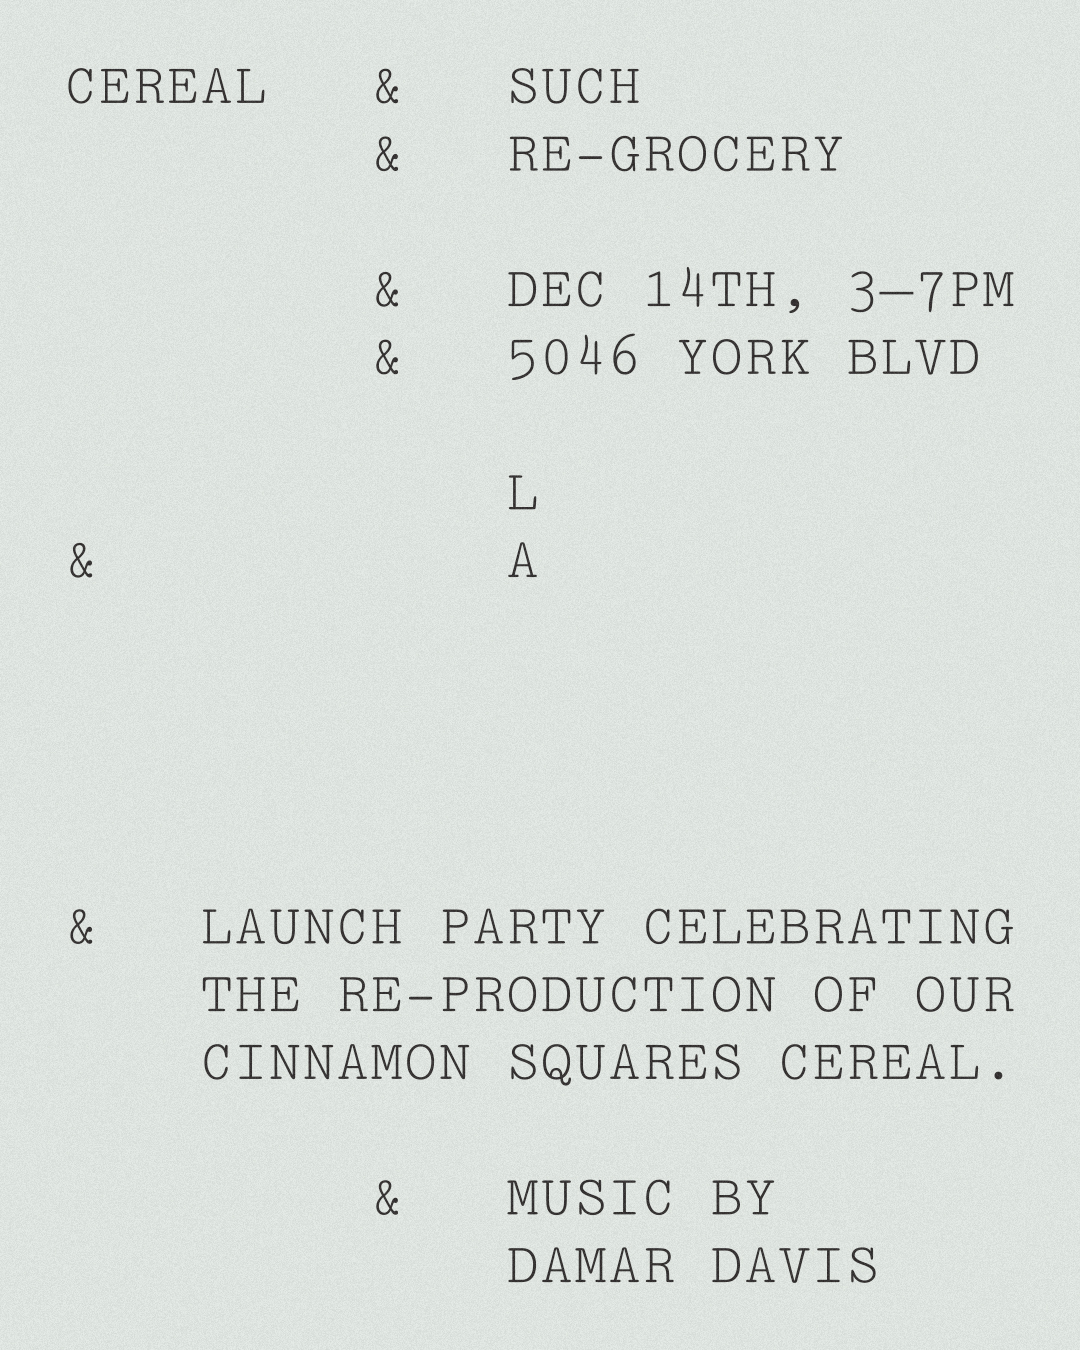 CEREAL & SUCH
& RE-GROCERY
& DEC 14TH, 3—7PM
& 5046 YORK BLVD
L
& A
& LAUNCH PARTY CELEBRATING
THE RE-PRODUCTION OF OUR
CINNAMON SQUARES CEREAL.
& MUSIC BY
DAMAR DAVIS